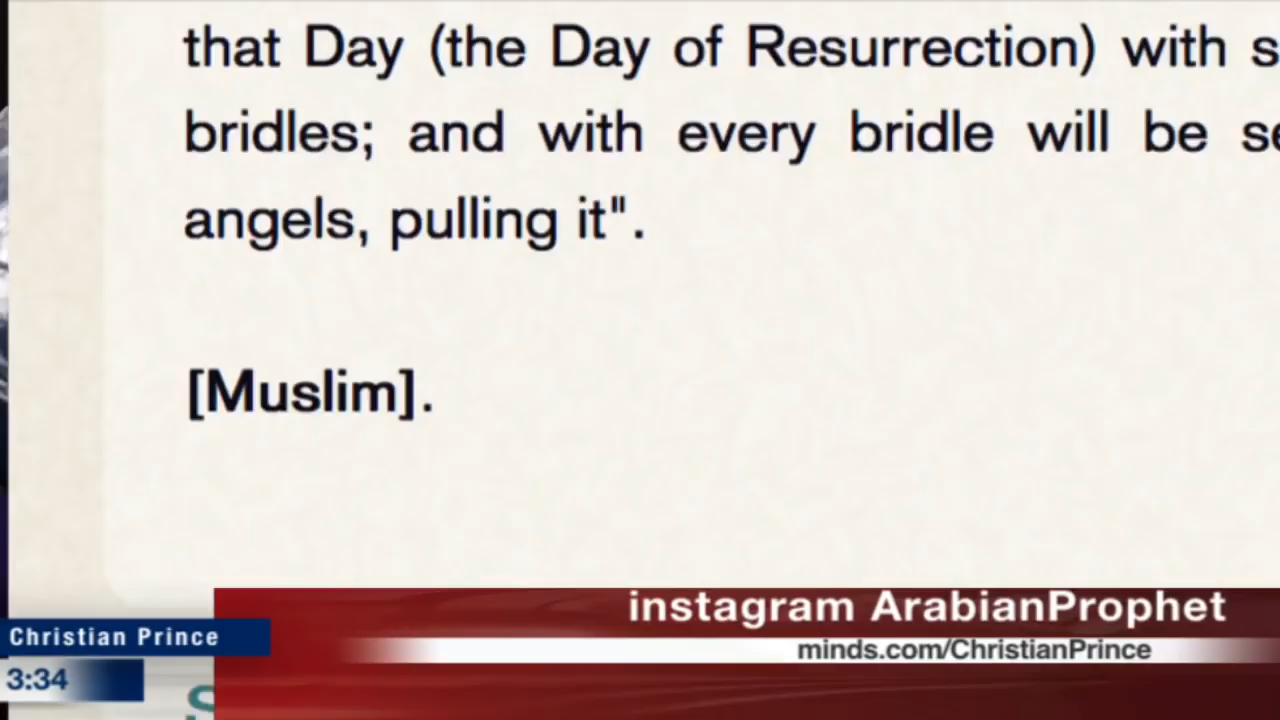 that Day (the Day of Resurrection) with
bridles; and with every bridle will be
angels, pulling it".
[Muslim].
instagram ArabianProphet
Christian Prince
minds.com/ChristianPrince
3:34